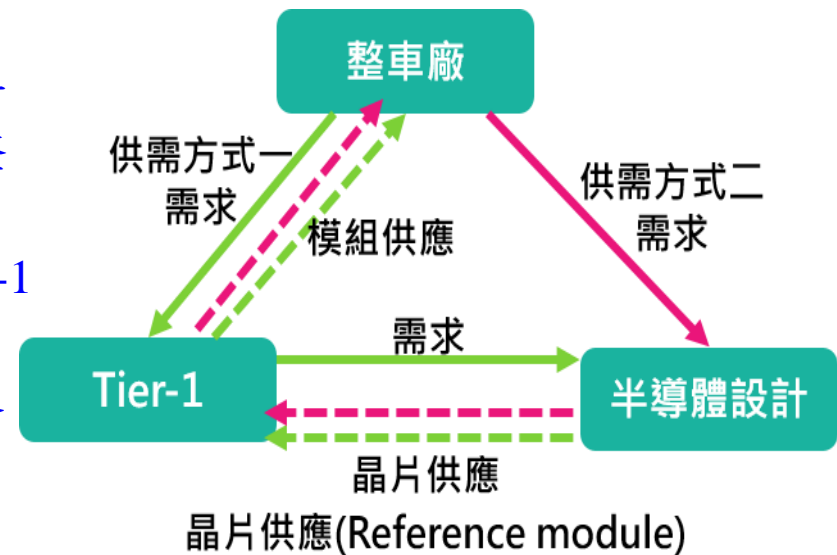 整車廠
供需方式一
需求
供需方式二
需求
模組供應
-1
需求
Tier-1
半導體設計
晶片供應
晶片供應(Reference module)